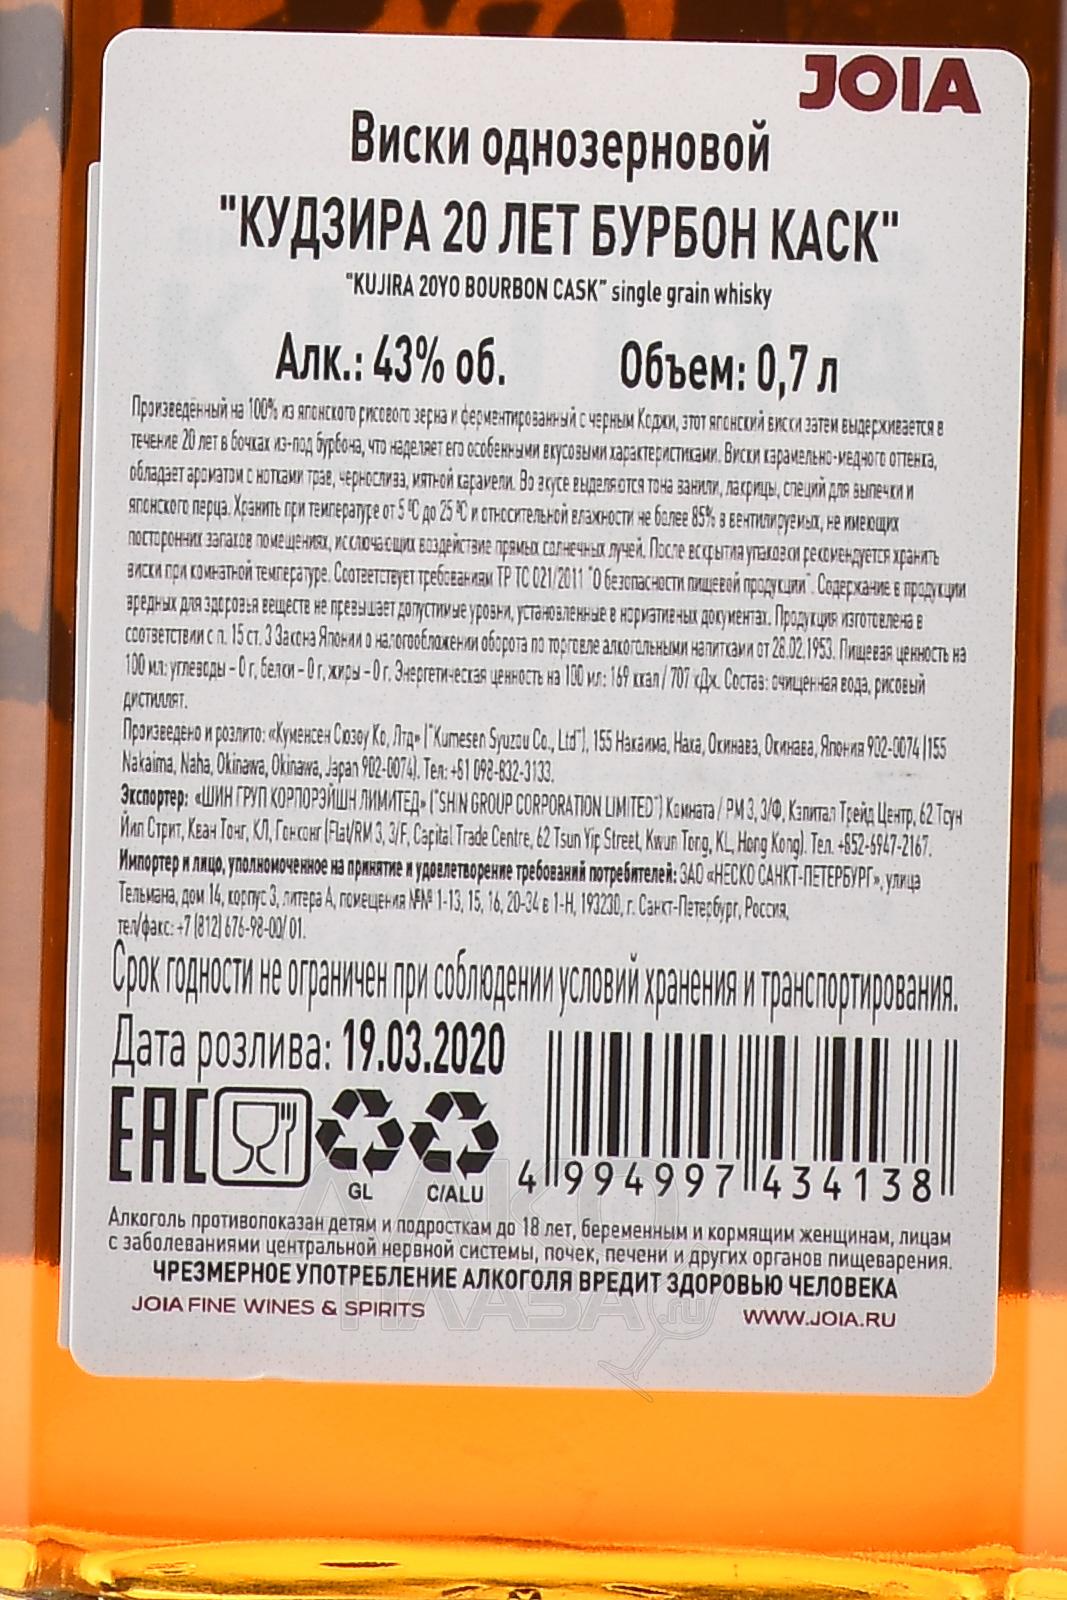 JOIA
Виски однозерновой
"КУДЗИРА 20 ЛЕТ БУРБОН КАСК"
"KUJIRA 20YO BOURBON CASK" single grain whisky
Алк.: 43% об. Объем: 0,7 л
Произведённый на 100% из японского рисового зерна и ферментированный с черным Коджи, этот японский виски затем выдерживается в
течение 20 лет в бочках из-под бурбона, что наделяет его особенными вкусовыми характеристиками. Виски карамельно-медного оттенка,
обладает ароматом с нотками трав, чернослива, мятной карамели. Во вкусе выделяются тона ванили, лакрицы, специй для выпечки и
японского перца. Хранить при температуре от 5 °С до 25 °С и относительной влажности не более 85% в вентилируемых, не имеющих
посторонних запахов помещениях, исключающих воздействие прямых солнечных лучей. После вскрытия упаковки рекомендуется хранить
виски при комнатной температуре. Соответствует требованиям ТР ТС 021/2011 "О безопасности пищевой продукции". Содержание в продукции
вредных для здоровья веществ не превышает допустимые уровни, установленные в нормативных документах. Продукция изготовлена в
соответствии с п. 15 ст. 3 Закона Японии о налогообложении оборота по торговле алкогольными напитками от 28.02.1953. Пищевая ценность на
100 мл: углеводы – 0 г, белки – 0 г, жиры – 0 г. Энергетическая ценность на 100 мл: 169 ккал / 707 кДж. Состав: очищенная вода, рисовый
дистиллят.
Произведено и розлито: «Куменсен Сюзоу Ко, Лтд» ("Kumesen Syuzou Co., Ltd"), 155 Накаима, Наха, Окинава, Окинава, Япония 902-0074 (155
Nakaima, Naha, Okinawa, Okinawa, Japan 902-0074). Тел: +81 098-832-3133.
Экспортер: «ШИН ГРУП КОРПОРЭЙШН ЛИМИТЕД» ("SHIN GROUP CORPORATION LIMITED") Комната / РМ 3, 3/Ф, Капитал Трейд Центр, 62 Тсун
Йип Стрит, Кван Тонг, КЛ, Гонконг (Flat/RM 3, 3/F, Capital Trade Centre, 62 Tsun Yip Street, Kwun Tong, KL, Hong Kong). Тел. +852-6947-2167.
Импортер и лицо, уполномоченное на принятие и удовлетворение требований потребителей: ЗАО «НЕСКО САНКТ-ПЕТЕРБУРГ», улица
Тельмана, дом 14, корпус 3, литера А, помещения №№ 1-13, 15, 16, 20-34 в 1-Н, 193230, г. Санкт-Петербург, Россия,
тел/факс: +7 (812) 676-98-00/ 01.
Срок годности не ограничен при соблюдении условий хранения и транспортирования.
Дата розлива: 19.03.2020
EAC
GL C/ALU
4 994997 434138
Алкоголь противопоказан детям и подросткам до 18 лет, беременным и кормящим женщинам, лицам
с заболеваниями центральной нервной системы, почек, печени и других органов пищеварения.
ЧРЕЗМЕРНОЕ УПОТРЕБЛЕНИЕ АЛКОГОЛЯ ВРЕДИТ ЗДОРОВЬЮ ЧЕЛОВЕКА
JOIA FINE WINES & SPIRITS WWW.JOIA.RU
АЛКО
ПЛАЗА.ru